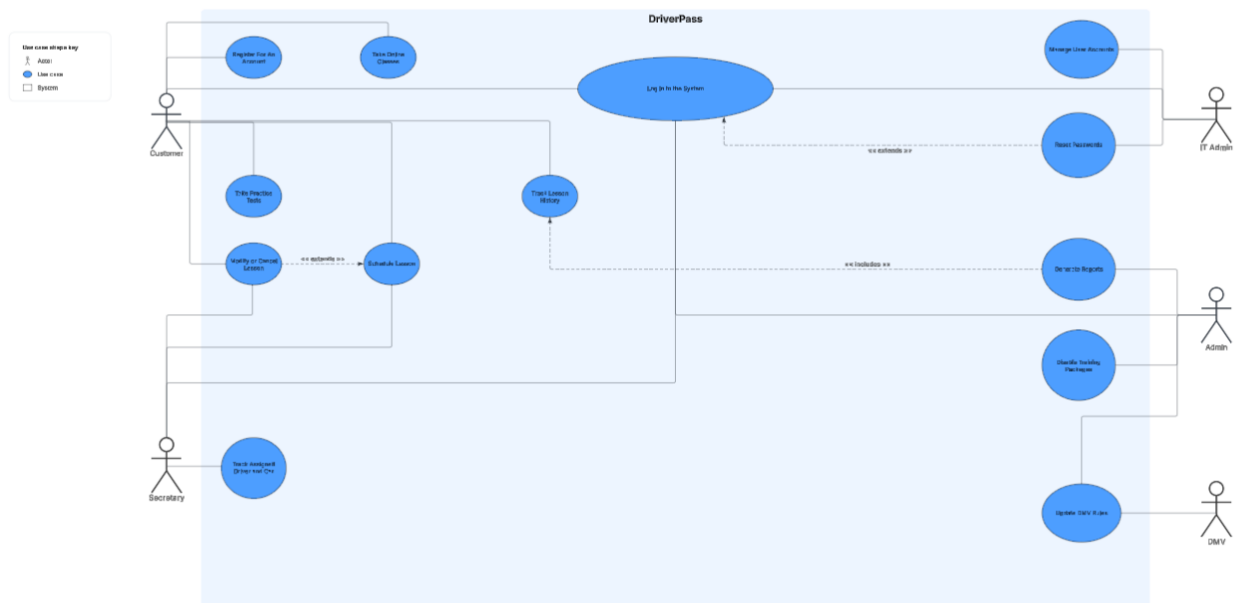 DriverPass
Use case shape key
Actor
Use case
System
Register For An
Account
Take Online
Classes
Manage User Accounts
Log In to the System
Customer
IT Admin
Reset Passwords
<< extends >>
Take Practice
Tests
Track Lesson
History
Modify or Cancel
Lesson
<< extends >>
Schedule Lesson
<< includes >>
Generate Reports
Admin
Disable Training
Packages
Secretary
Track Assigned
Driver and Car
Update DMV Rules
DMV